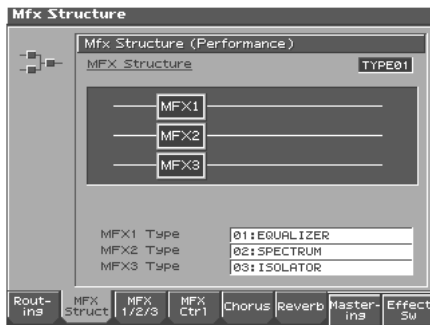 Mfx Structure
Mfx Structure (Performance)
MFX Structure TYPE01
MFX1
MFX2
MFX3
MFX1 Type 01:EQUALIZER
MFX2 Type 02:SPECTRUM
MFX3 Type 03:ISOLATOR
Rout-
ing
MFX
Struct
MFX
1/2/3
MFX
Ctrl
Chorus
Reverb
Master-
ing
Effect
Sw